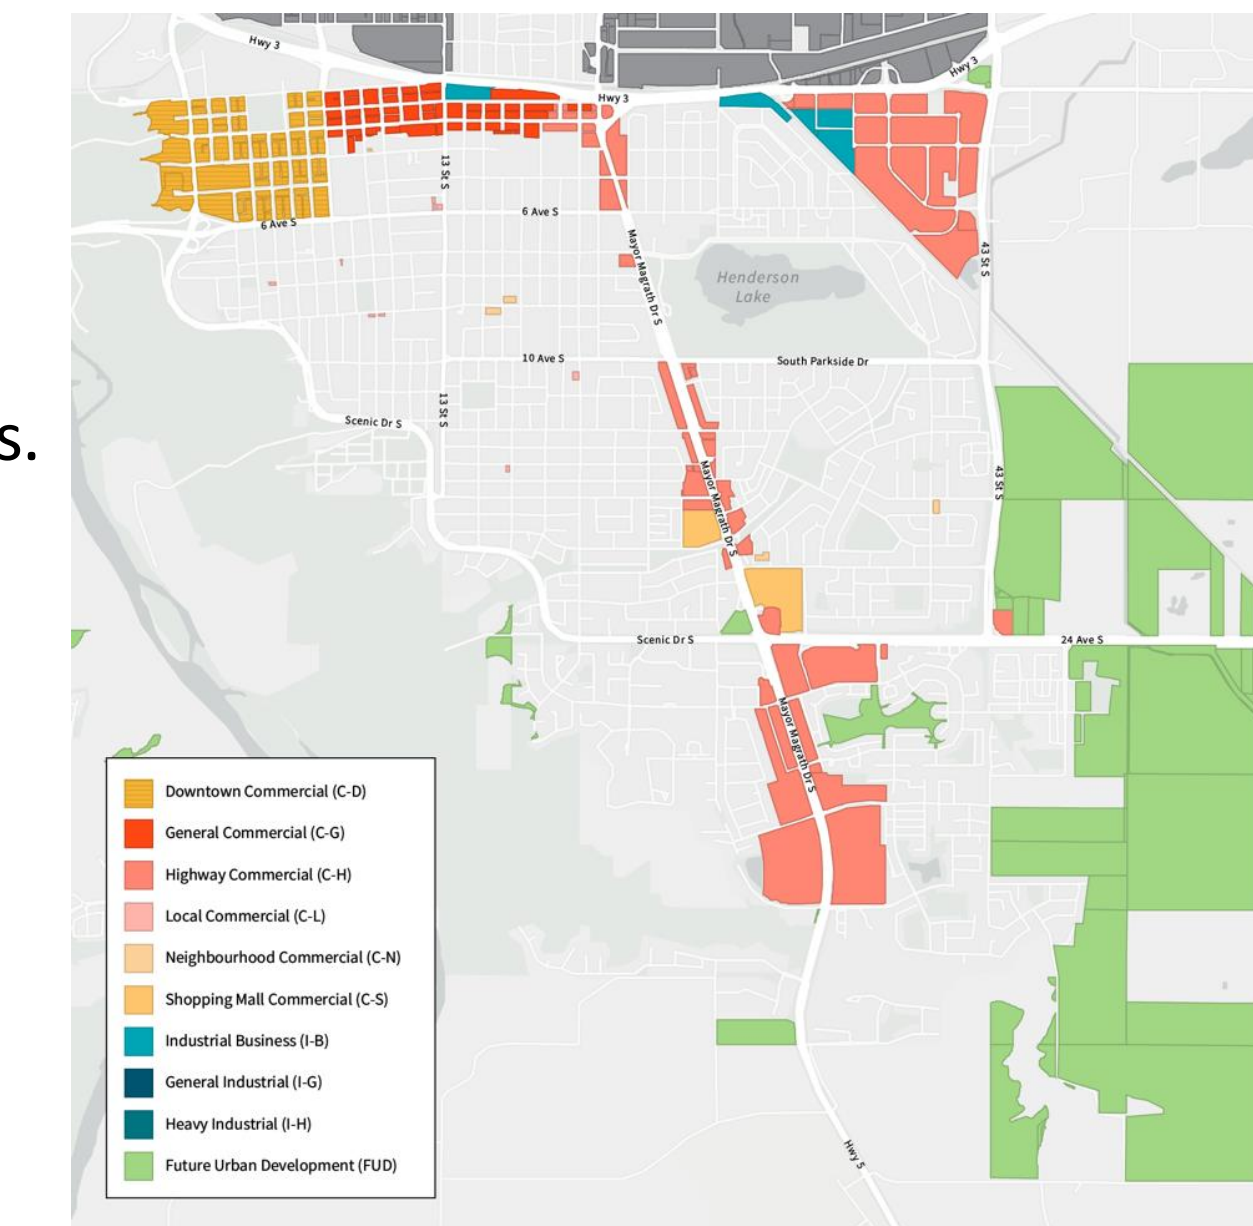 Hwy 3
Hwy 3
Hwy 3
13 St S
6 Ave S
6 Ave S
Mayor Magrath Dr S
43 St S
Henderson
Lake
10 Ave S
South Parkside Dr
s.
Scenic Dr S
13 St S
Mayor Magrath Dr S
43 St S
Scenic Dr S
24 Ave S
Mayor Magrath Dr S
Downtown Commercial (C-D)
General Commercial (C-G)
Highway Commercial (C-H)
Local Commercial (C-L)
Neighbourhood Commercial (C-N)
Shopping Mall Commercial (C-S)
Industrial Business (I-B)
General Industrial (I-G)
Heavy Industrial (I-H)
Future Urban Development (FUD)
Hwy 5